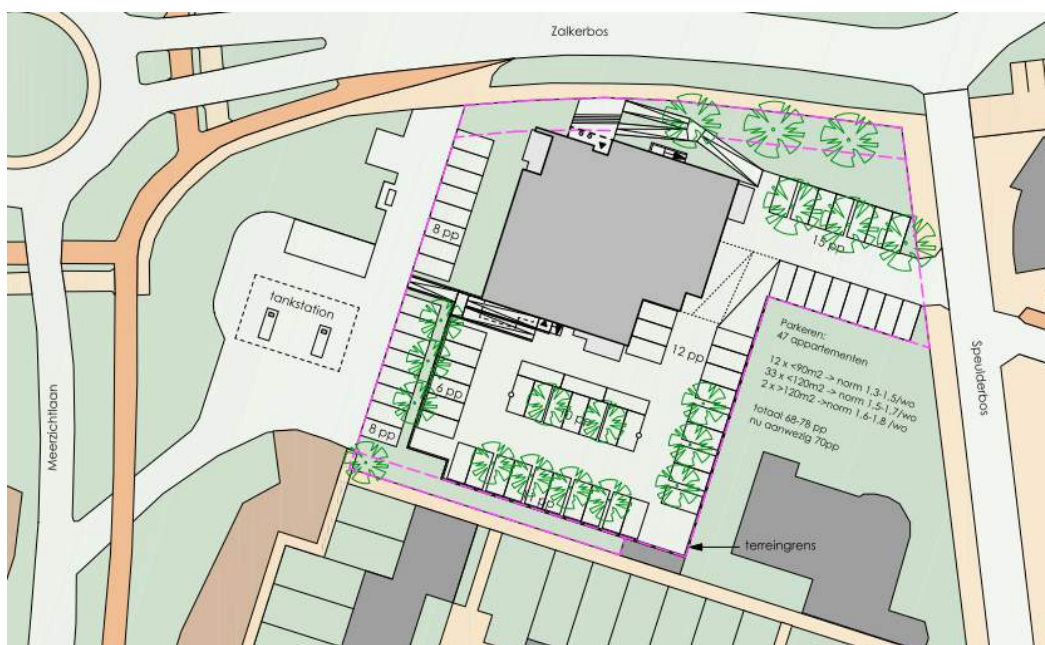 Zalkerbos
8 pp
15 pp
tankstation
Parkeren:
47 appartementen
12 x <90m2 -> norm 1,3-1,5/wo
33 x <120m2 -> norm 1,5-1,7/wo
2 x >120m2 ->norm 1,6-1,8 /wo
totaal 68-78 pp
nu aanwezig 70pp
12 pp
6 pp
pp
8 pp
pp
terreingrens
Meerzichtlaan
Speulderbos